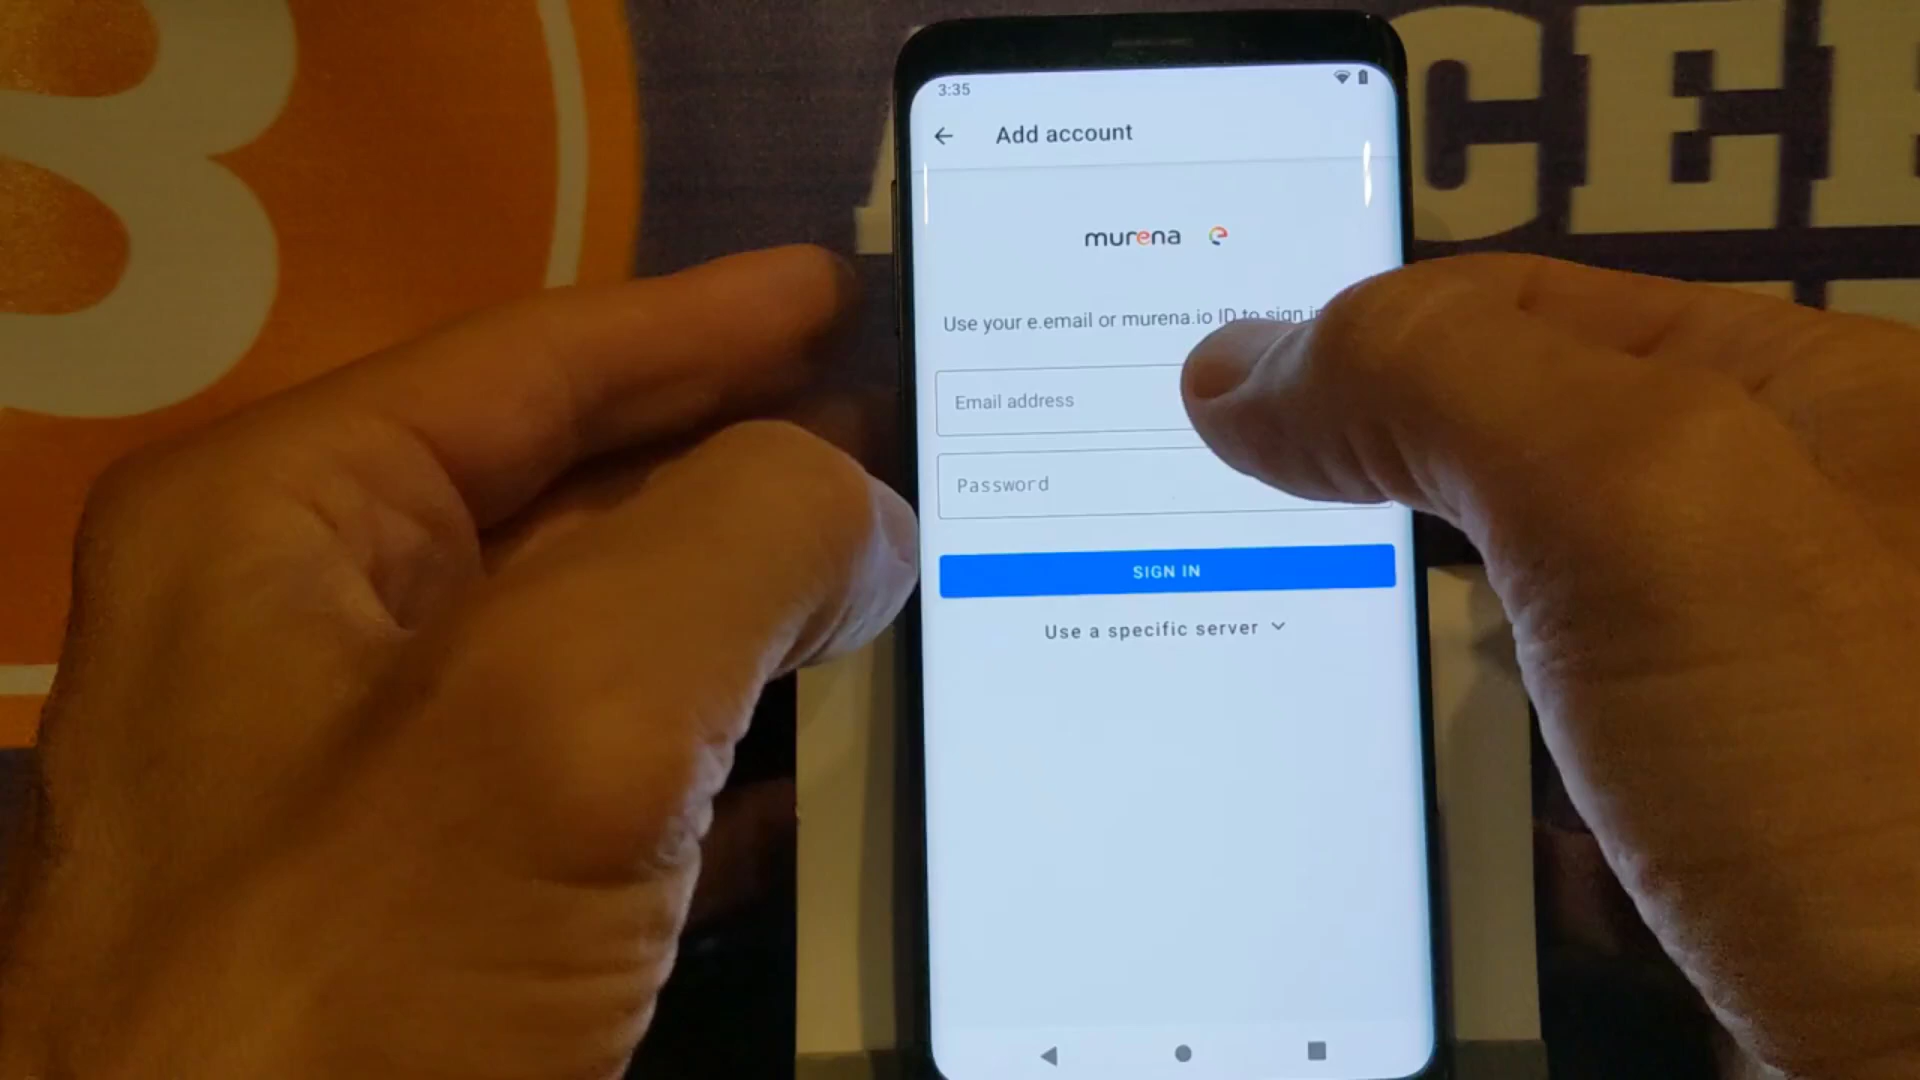 3:35
Add account
murena e
Use your e.email or murena.io ID to sign in
Email address
Password
SIGN IN
Use a specific server